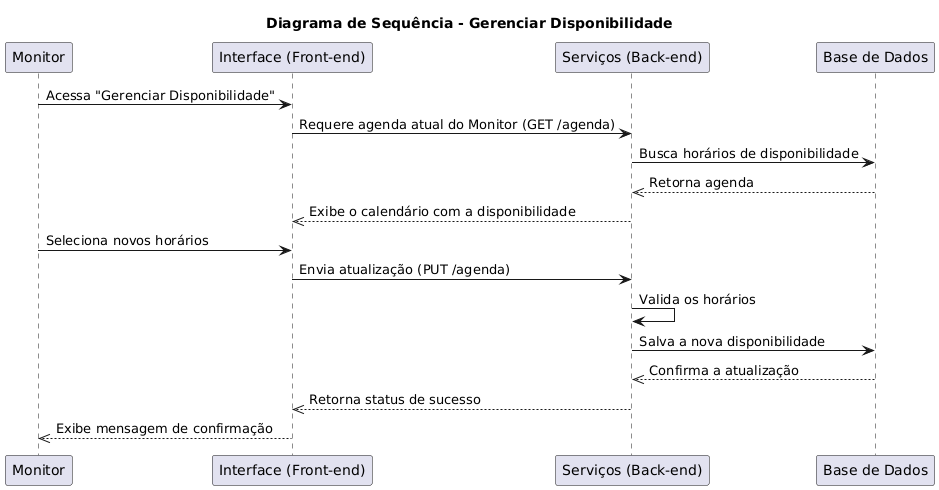 Diagrama de Sequência - Gerenciar Disponibilidade
Monitor
Interface (Front-end)
Serviços (Back-end)
Base de Dados
Acessa "Gerenciar Disponibilidade"
Requere agenda atual do Monitor (GET /agenda)
Busca horários de disponibilidade
Retorna agenda
Exibe o calendário com a disponibilidade
Seleciona novos horários
Envia atualização (PUT /agenda)
Valida os horários
Salva a nova disponibilidade
Confirma a atualização
Retorna status de sucesso
Exibe mensagem de confirmação
Monitor
Interface (Front-end)
Serviços (Back-end)
Base de Dados